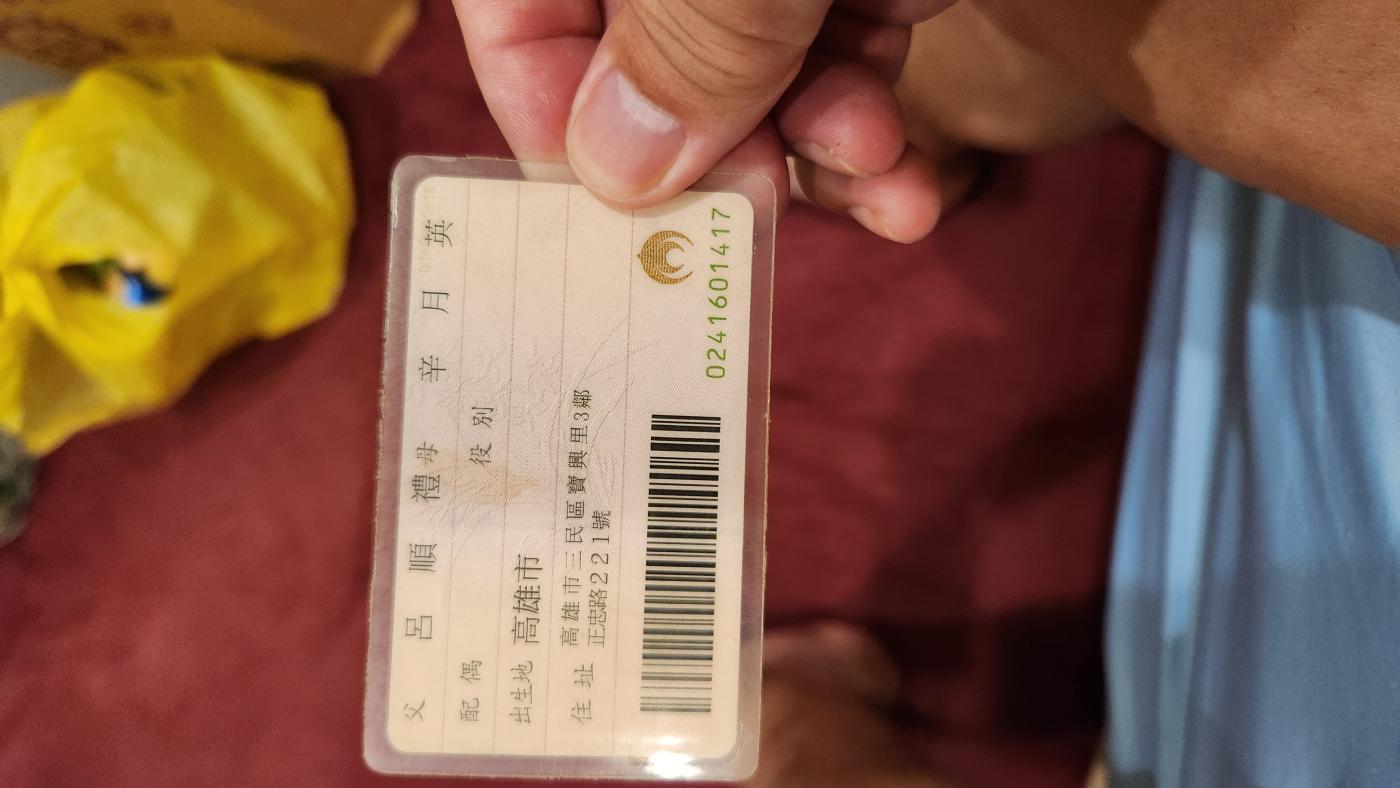 父 呂順禮 母 辛月英
配偶 役別
出生地 高雄市
住址 高雄市三民區寶興里3鄰
正忠路221號
0241601417